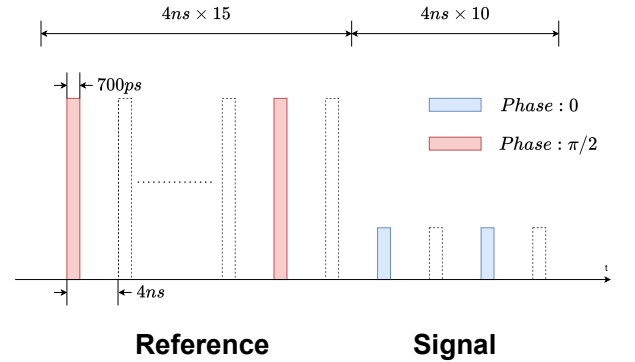 4ns × 15
4ns × 10
700ps
Phase : 0
Phase : π/2
t
4ns
Reference
Signal